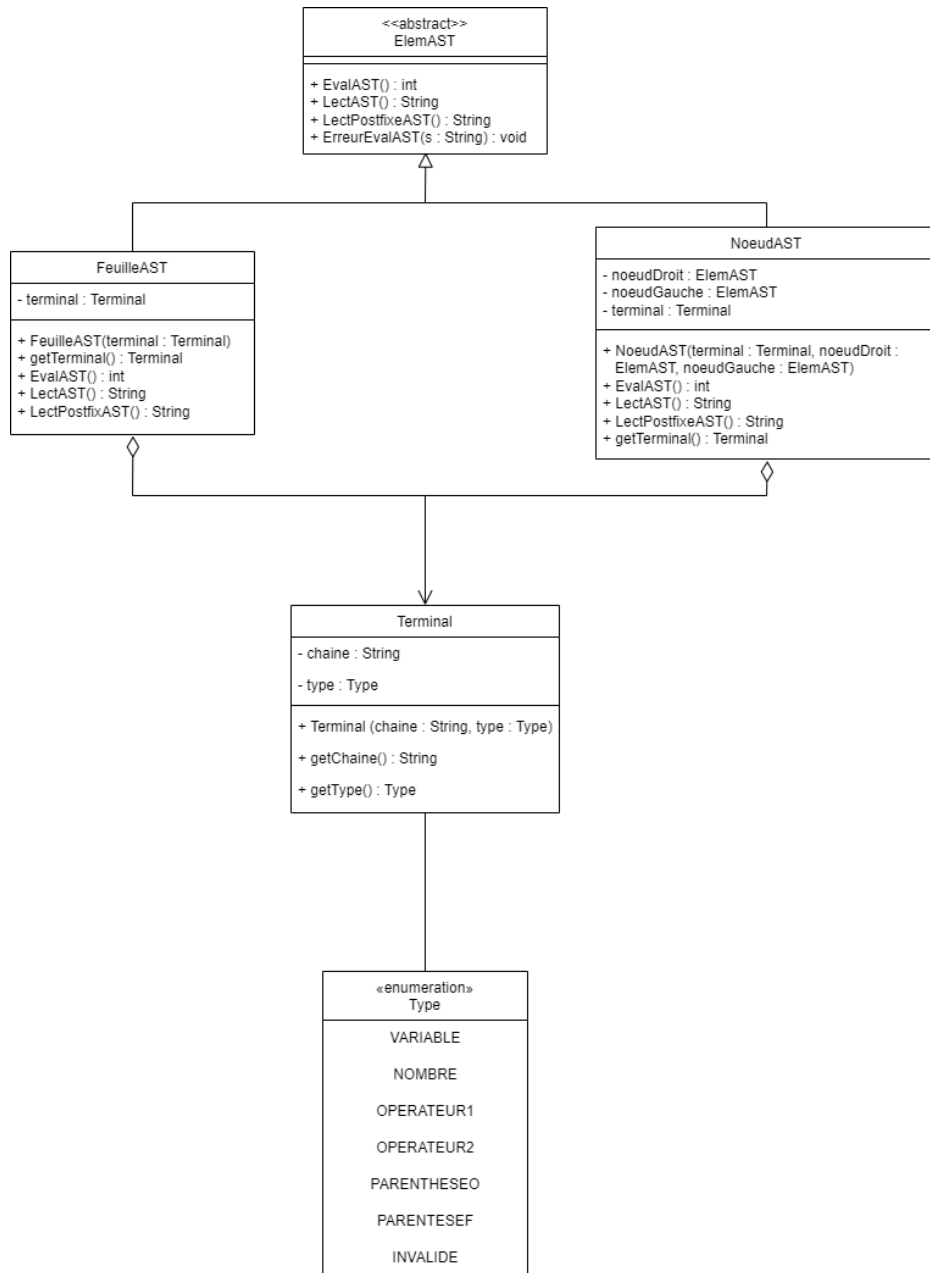 <<abstract>>
ElemAST
+ EvalAST() : int
+ LectAST() : String
+ LectPostfixeAST() : String
+ ErreurEvalAST(s : String) : void
FeuilleAST
- terminal : Terminal
+ FeuilleAST(terminal : Terminal)
+ getTerminal() : Terminal
+ EvalAST() : int
+ LectAST() : String
+ LectPostfixAST() : String
NoeudAST
- noeudDroit : ElemAST
- noeudGauche : ElemAST
- terminal : Terminal
+ NoeudAST(terminal : Terminal, noeudDroit :
ElemAST, noeudGauche : ElemAST)
+ EvalAST() : int
+ LectAST() : String
+ LectPostfixeAST() : String
+ getTerminal() : Terminal
Terminal
- chaine : String
- type : Type
+ Terminal (chaine : String, type : Type)
+ getChaine() : String
+ getType() : Type
«enumeration»
Type
VARIABLE
NOMBRE
OPERATEUR1
OPERATEUR2
PARENTHESEO
PARENTESEF
INVALIDE